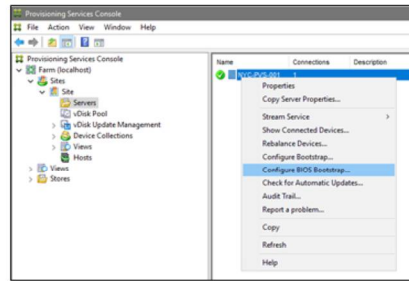 Provisioning Services Console
File Action View Window Help
Provisioning Services Console
Farm (localhost)
Sites
Site
Servers
vDisk Pool
vDisk Update Management
Device Collections
Views
Hosts
Views
Stores
Name Connections Description
NYC-PVS-001 1
Properties
Copy Server Properties...
Stream Service
Show Connected Devices...
Rebalance Devices...
Configure Bootstrap...
Configure BIOS Bootstrap...
Check for Automatic Updates...
Audit Trail...
Report a problem...
Copy
Refresh
Help